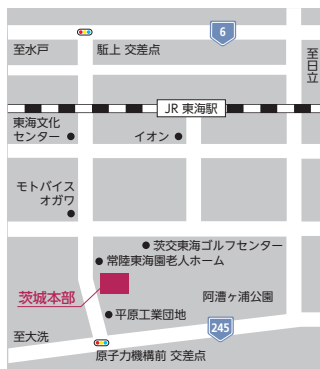 6
至水戸
駈上 交差点
至日立
JR 東海駅
東海文化
センター
イオン
モトバイス
オガワ
茨交東海ゴルフセンター
常陸東海園老人ホーム
茨城本部
阿漕ヶ浦公園
平原工業団地
245
至大洗
原子力機構前 交差点